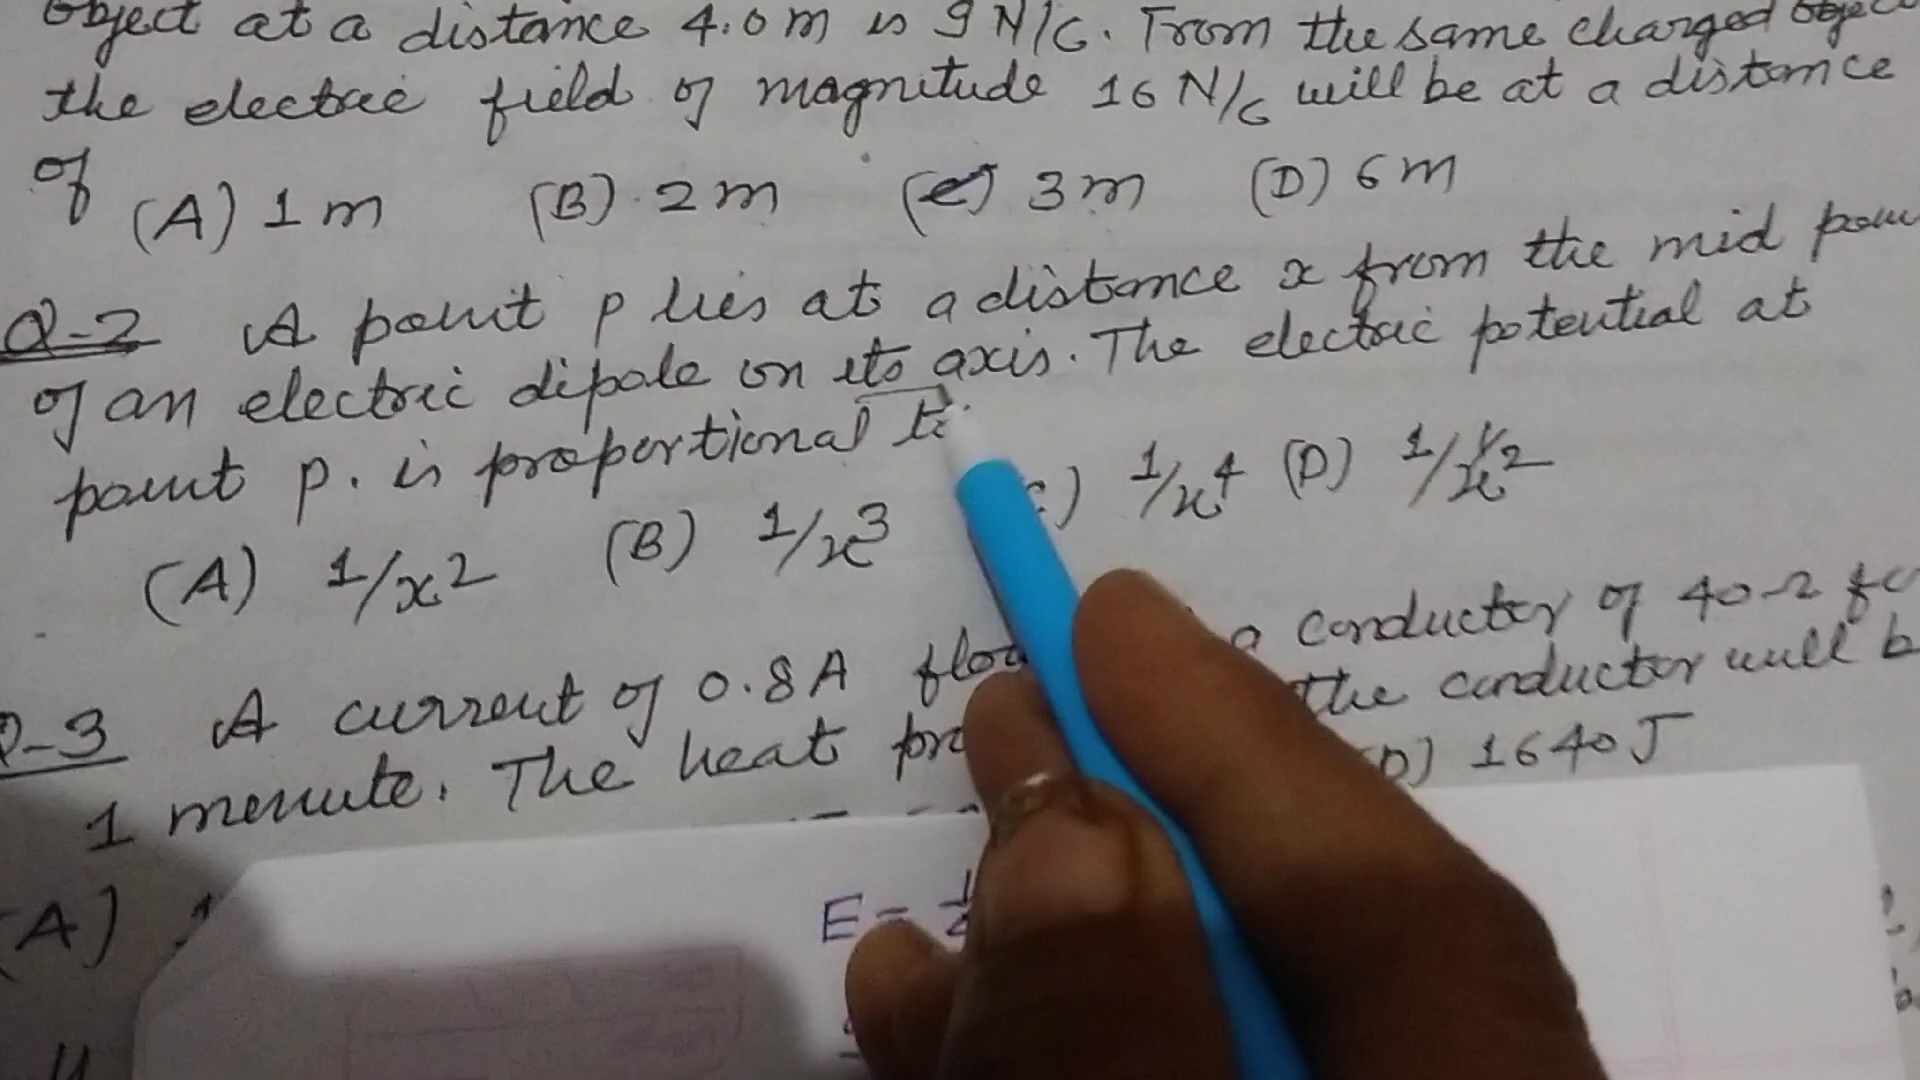 object at a distance 4.0 m is 9 N/C. From the same charged object
the electric field of magnitude 16 N/C will be at a distance
of
(A) 1 m (B) 2 m (C) 3 m (D) 6 m
Q-2 A point P lies at a distance x from the mid
of an electric dipole on its axis. The electric potential at
point P. is proportional to
(A) 1/x2 (B) 1/x3 1/x4 (D) 1/x1/2
Q-3 A current of 0.8A a conductor of 40-Ω
1 minute. The heat the conductor will
(D) 1640J
(A)
E =